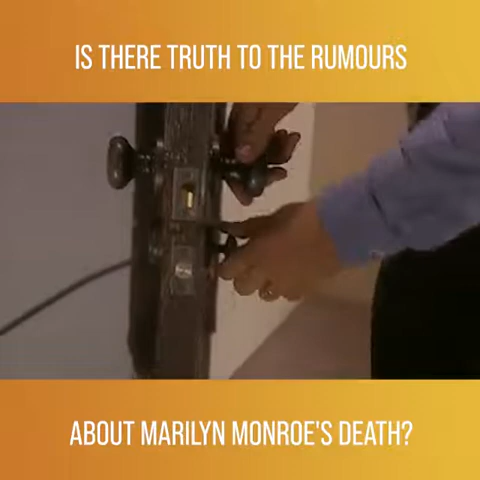 IS THERE TRUTH TO THE RUMOURS
ABOUT MARILYN MONROE'S DEATH?